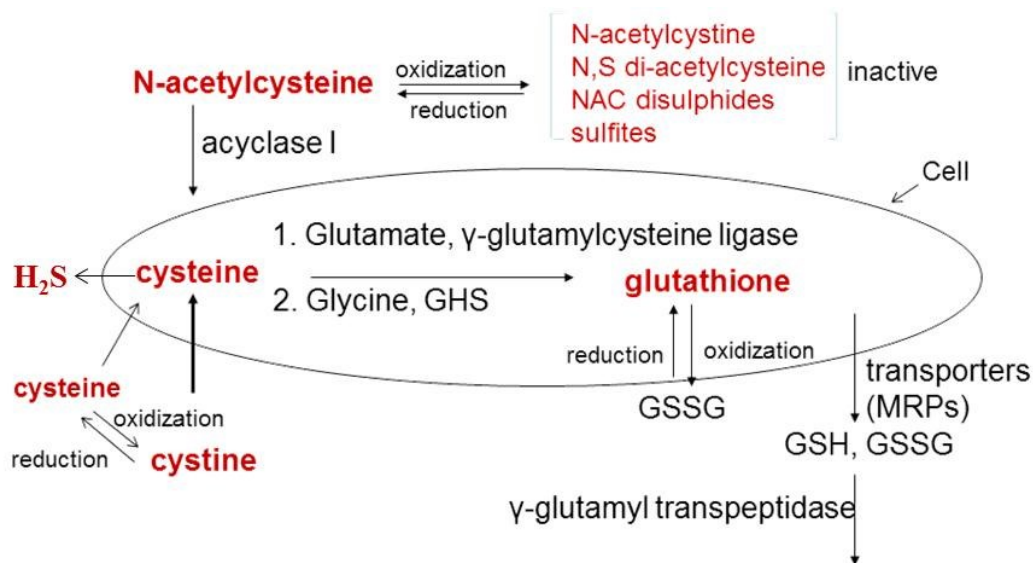 N-acetylcysteine
oxidization
reduction
N-acetylcystine
N,S di-acetylcysteine
NAC disulphides
sulfites
inactive
acyclase I
Cell
1. Glutamate, γ-glutamylcysteine ligase
H₂S
cysteine
2. Glycine, GHS
glutathione
reduction
oxidization
GSSG
cysteine
oxidization
reduction
cystine
transporters
(MRPs)
GSH, GSSG
γ-glutamyl transpeptidase